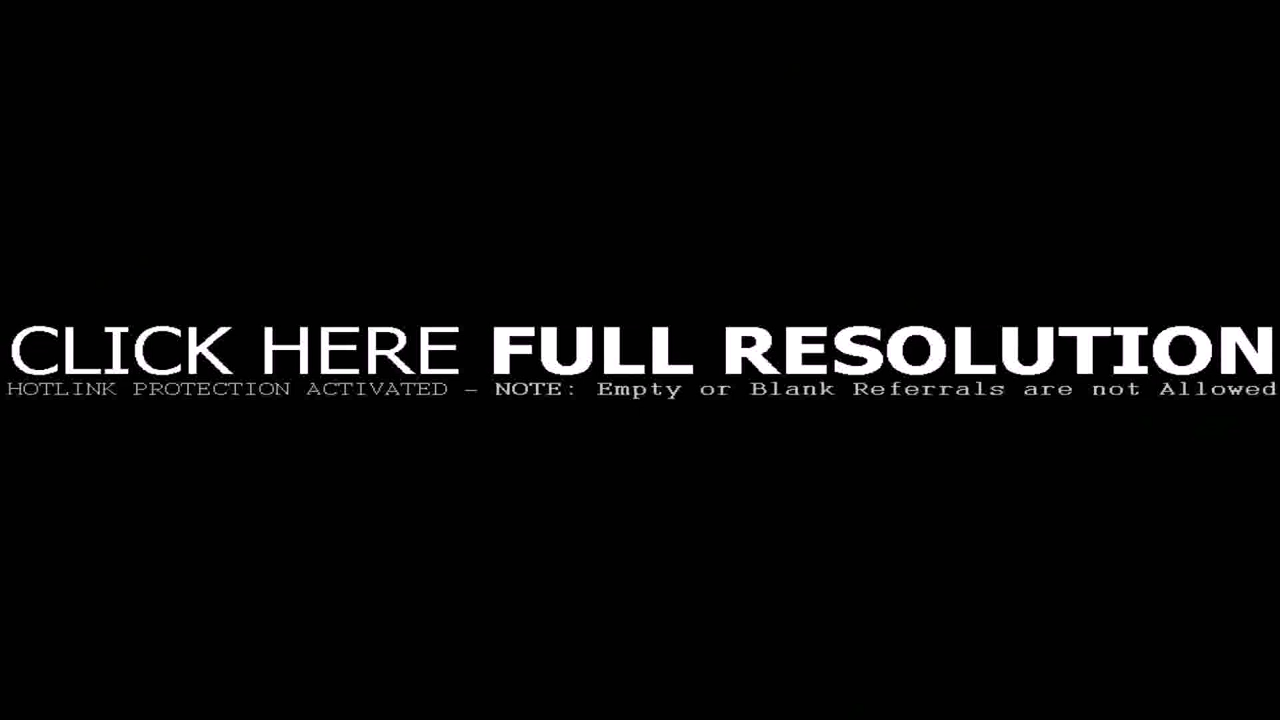 CLICK HERE FULL RESOLUTION
HOTLINK PROTECTION ACTIVATED - NOTE: Empty or Blank Referrals are not Allowed